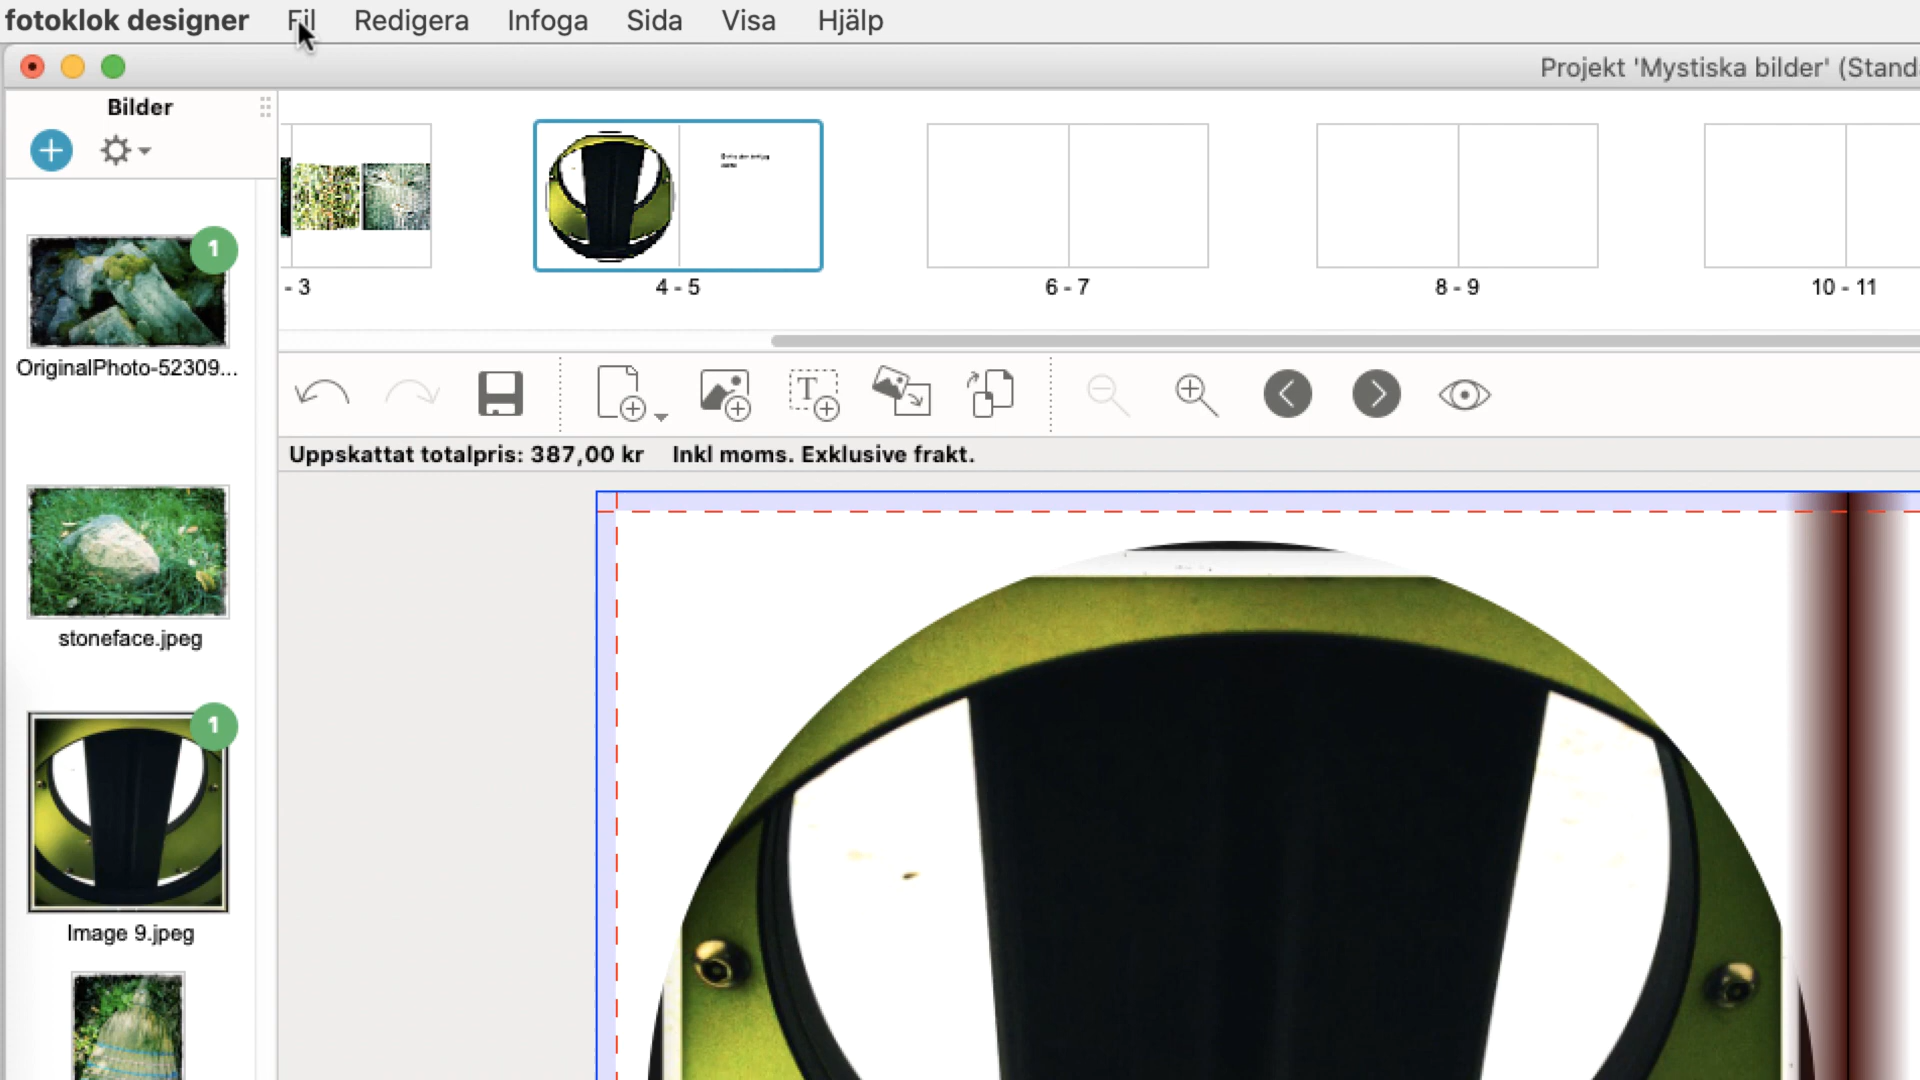 fotoklok designer Fil Redigera Infoga Sida Visa Hjälp
Projekt 'Mystiska bilder' (Standa
Bilder
- 3
4 - 5
6 - 7
8 - 9
10 - 11
Uppskattat totalpris: 387,00 kr Inkl moms. Exklusive frakt.
1
OriginalPhoto-52309...
stoneface.jpeg
1
Image 9.jpeg
T